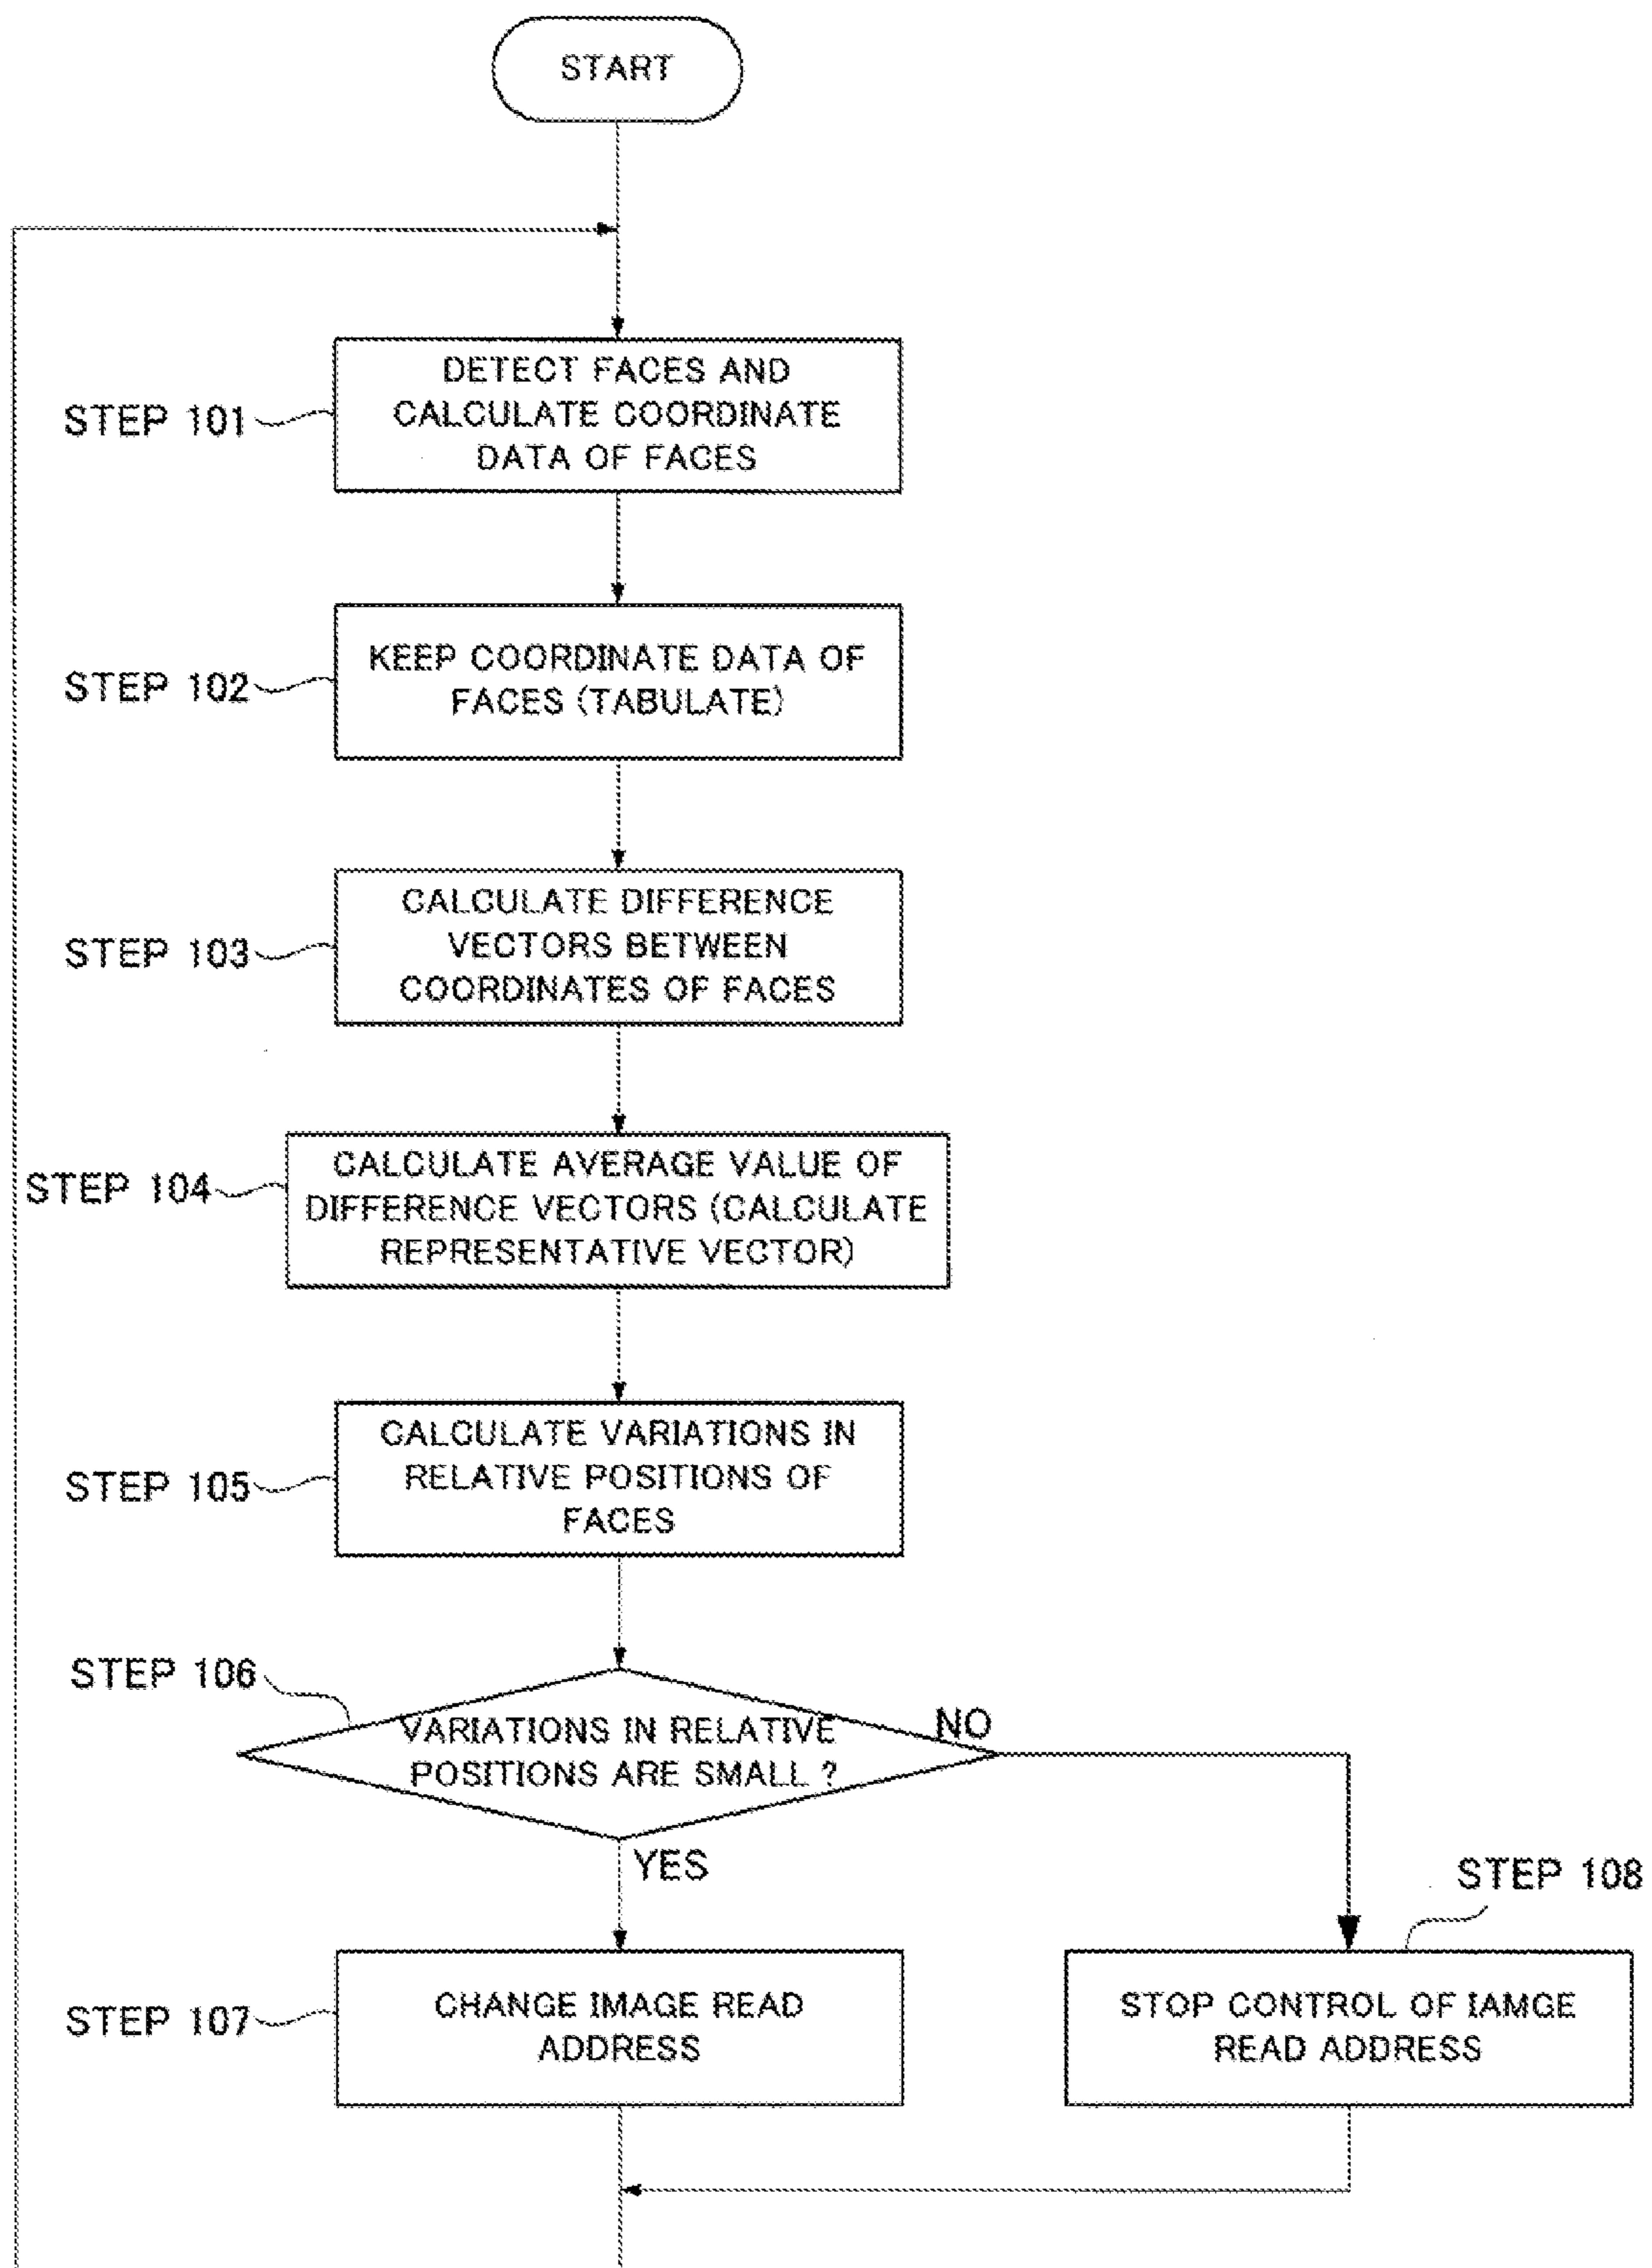 START
STEP 101
DETECT FACES AND
CALCULATE COORDINATE
DATA OF FACES
STEP 102
KEEP COORDINATE DATA OF
FACES (TABULATE)
STEP 103
CALCULATE DIFFERENCE
VECTORS BETWEEN
COORDINATES OF FACES
STEP 104
CALCULATE AVERAGE VALUE OF
DIFFERENCE VECTORS (CALCULATE
REPRESENTATIVE VECTOR)
STEP 105
CALCULATE VARIATIONS IN
RELATIVE POSITIONS OF
FACES
STEP 106
VARIATIONS IN RELATIVE
POSITIONS ARE SMALL ?
NO
YES
STEP 107
CHANGE IMAGE READ
ADDRESS
STEP 108
STOP CONTROL OF IAMGE
READ ADDRESS